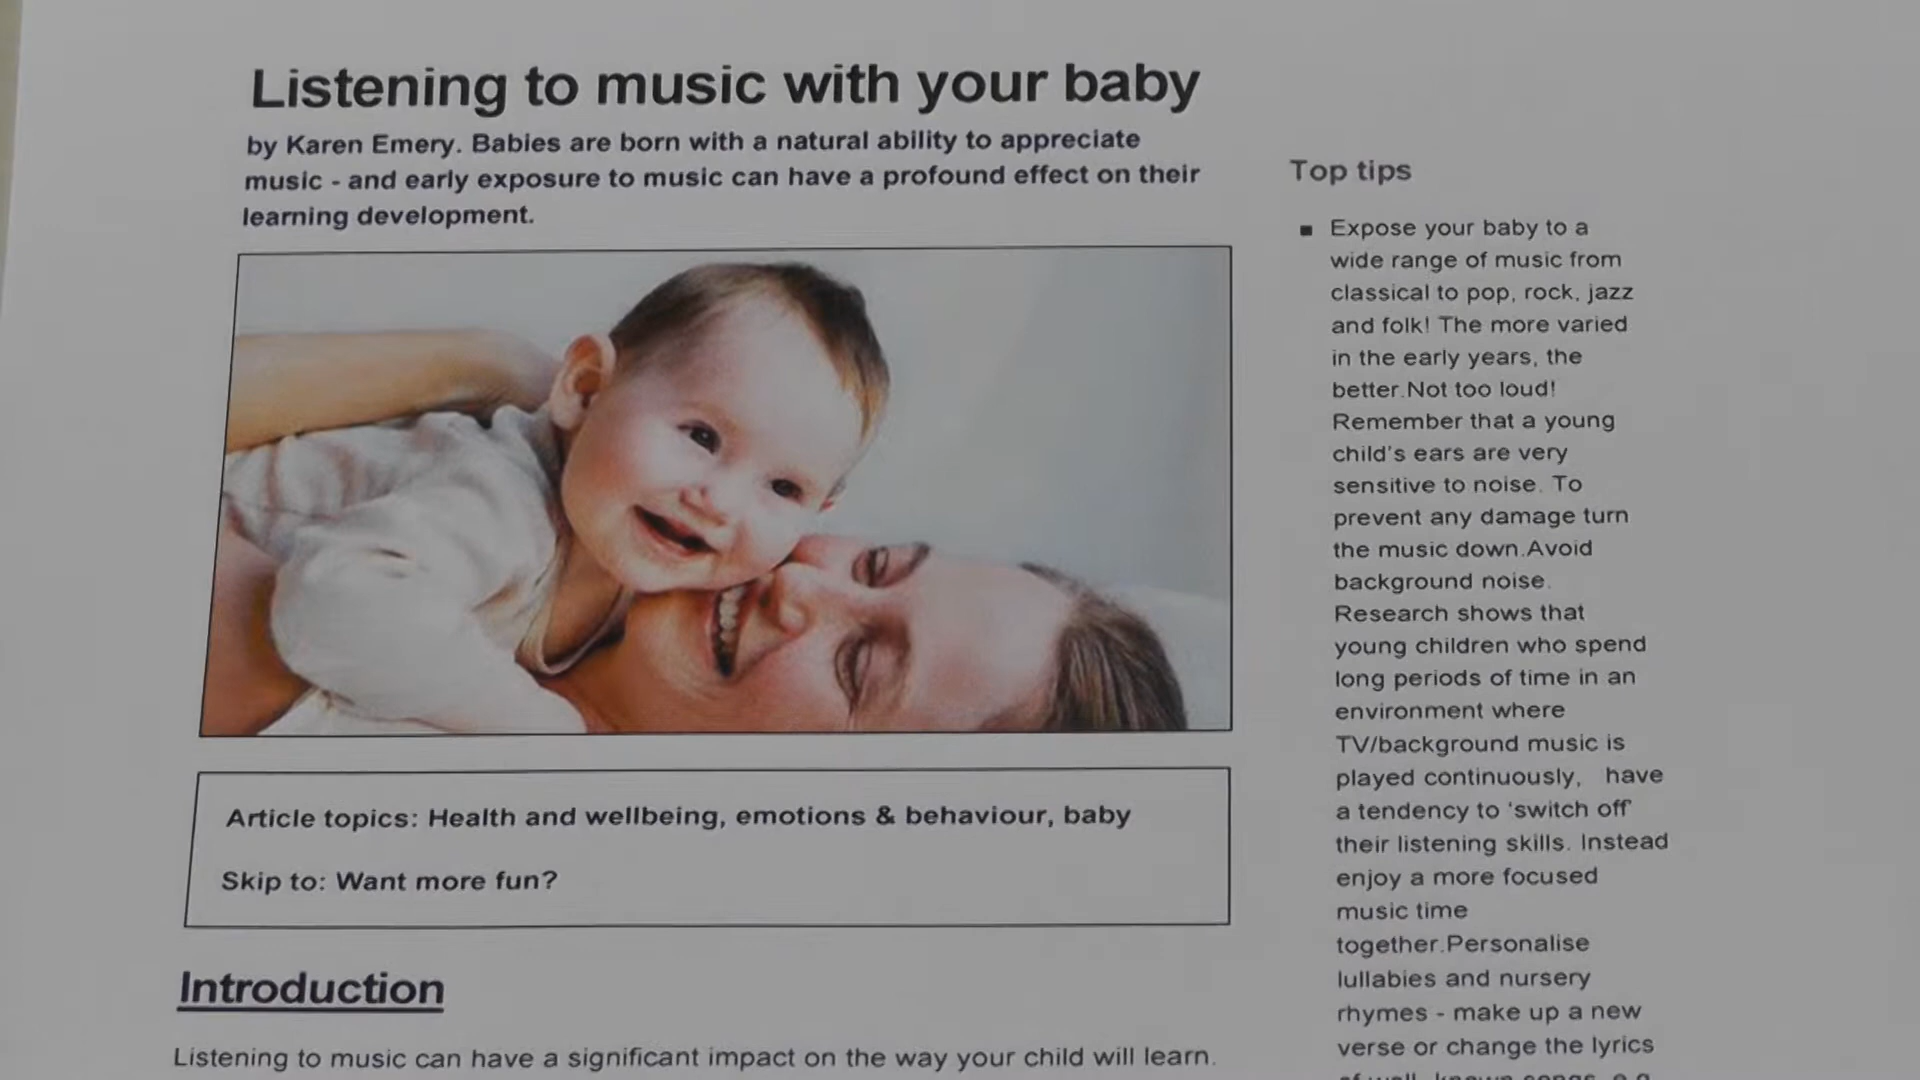 Listening to music with your baby
by Karen Emery. Babies are born with a natural ability to appreciate
music - and early exposure to music can have a profound effect on their
learning development.
Article topics: Health and wellbeing, emotions & behaviour, baby
Skip to: Want more fun?
Introduction
Listening to music can have a significant impact on the way your child will learn.
Top tips
Expose your baby to a
wide range of music from
classical to pop, rock, jazz
and folk! The more varied
in the early years, the
better.Not too loud!
Remember that a young
child's ears are very
sensitive to noise. To
prevent any damage turn
the music down.Avoid
background noise.
Research shows that
young children who spend
long periods of time in an
environment where
TV/background music is
played continuously, have
a tendency to 'switch off'
their listening skills. Instead
enjoy a more focused
music time
together.Personalise
lullabies and nursery
rhymes - make up a new
verse or change the lyrics